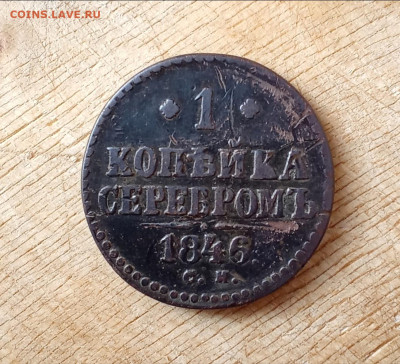 COINS.LAVE.RU
1
КОПѢЙКА
СЕРЕБРОМЪ
1846.
С.М.